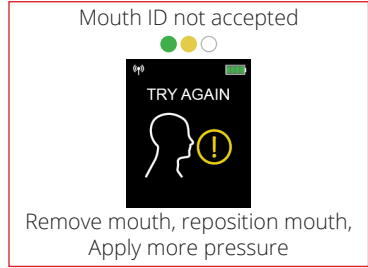 Mouth ID not accepted
TRY AGAIN
!
Remove mouth, reposition mouth,
Apply more pressure